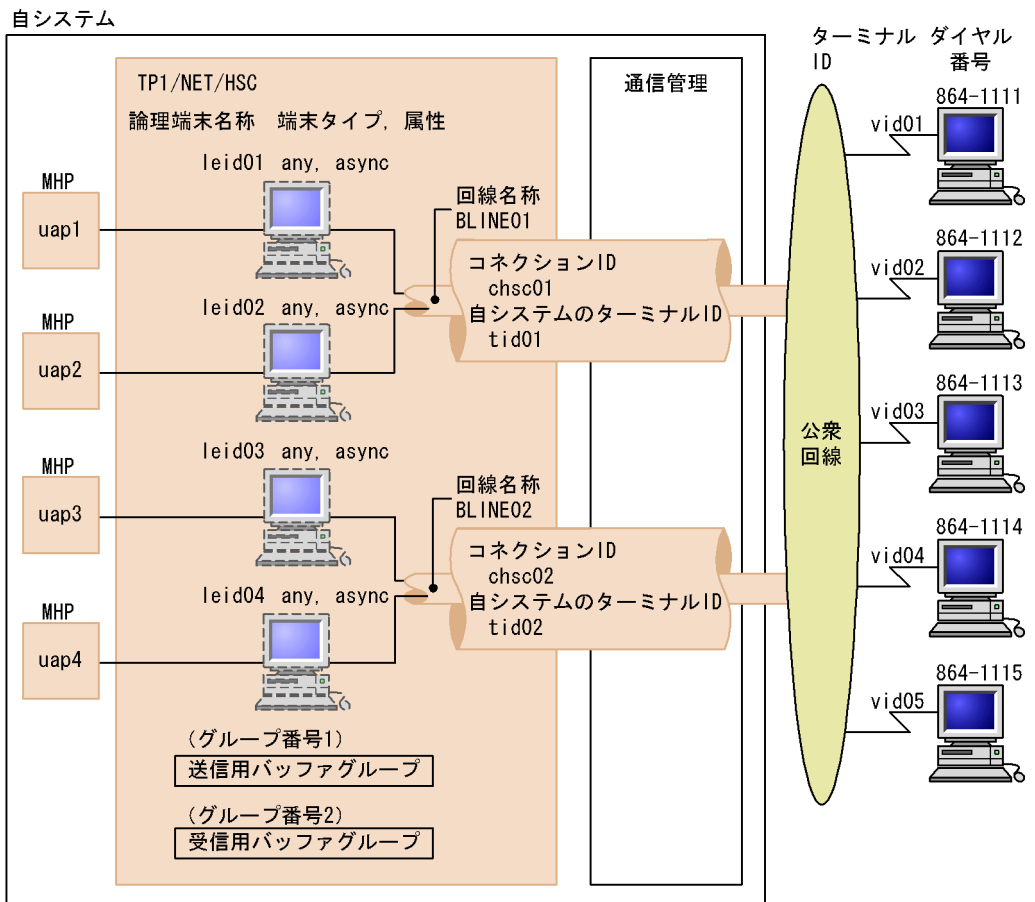 自システム
TP1/NET/HSC
論理端末名称 端末タイプ, 属性
通信管理
ターミナル
ID
ダイヤル
番号
leid01 any, async
MHP
uap1
回線名称
BLINE01
コネクションID
chsc01
自システムのターミナルID
tid01
leid02 any, async
MHP
uap2
leid03 any, async
MHP
uap3
回線名称
BLINE02
コネクションID
chsc02
自システムのターミナルID
tid02
leid04 any, async
MHP
uap4
(グループ番号1)
送信用バッファグループ
(グループ番号2)
受信用バッファグループ
公衆
回線
vid01
864-1111
vid02
864-1112
vid03
864-1113
vid04
864-1114
vid05
864-1115